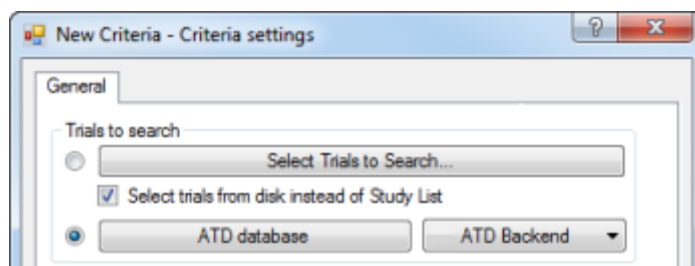 New Criteria - Criteria settings
General
Trials to search
Select Trials to Search...
Select trials from disk instead of Study List
ATD database ATD Backend